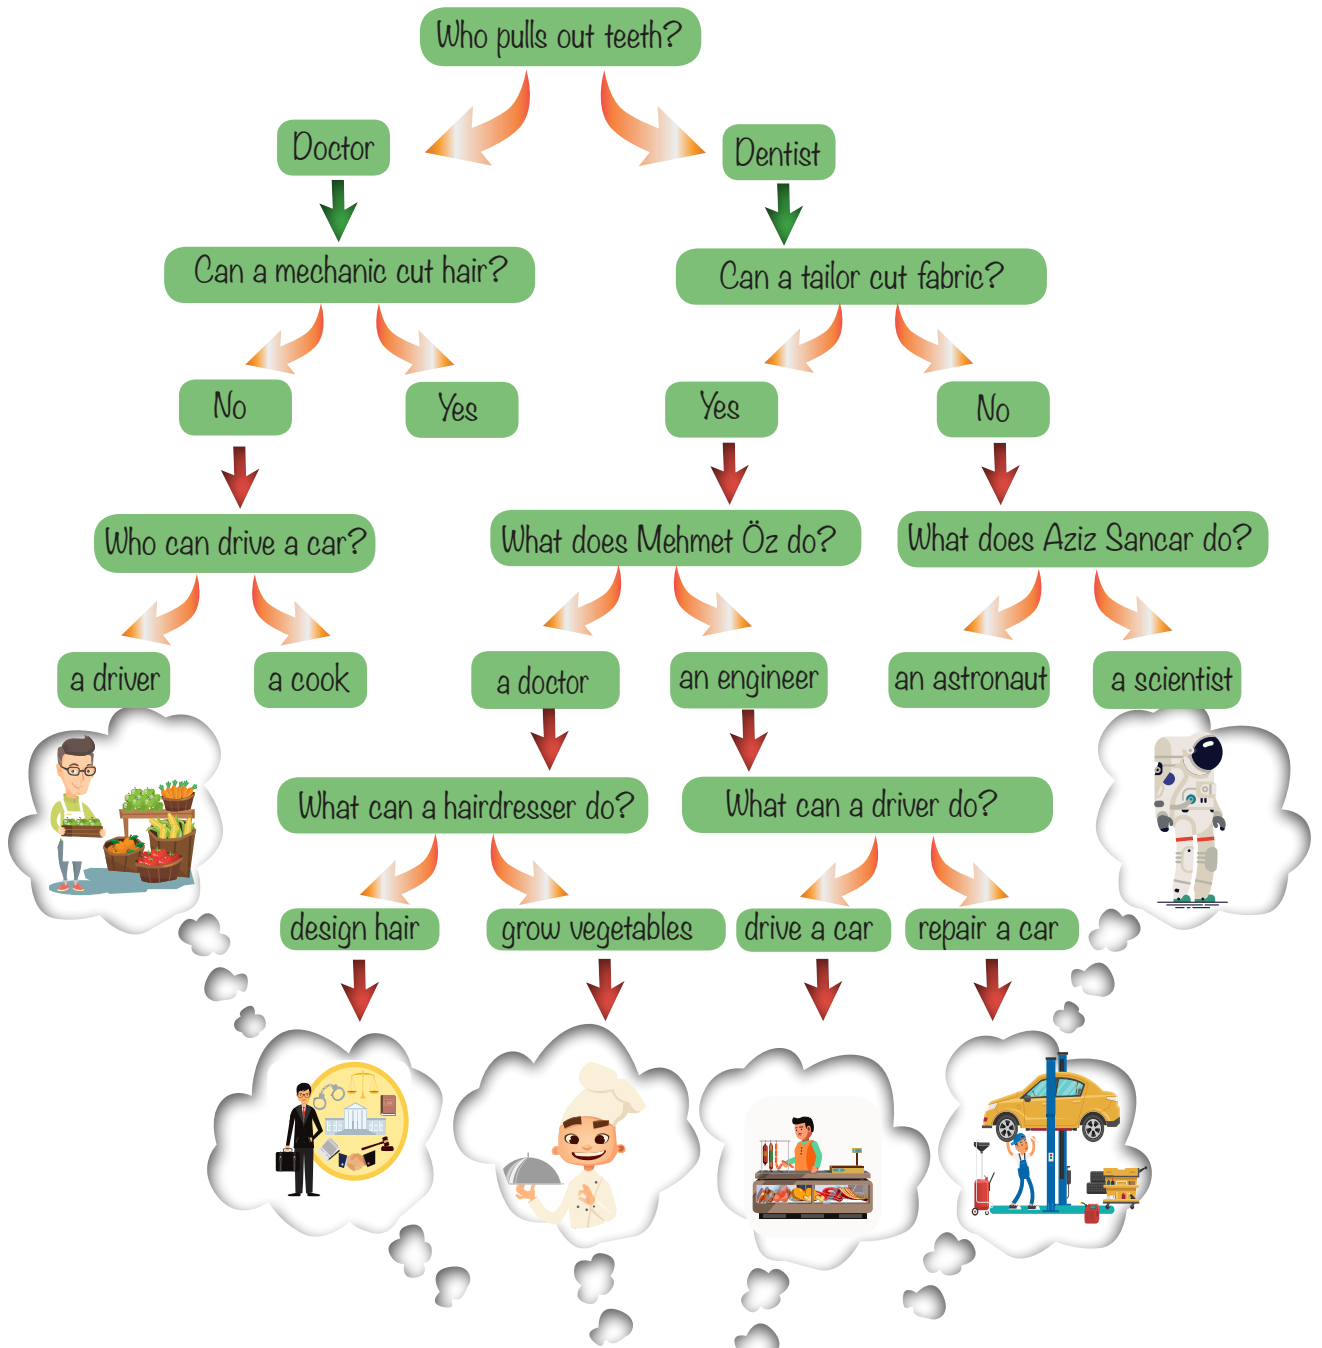 Who pulls out teeth?
Doctor
Dentist
Can a mechanic cut hair?
Can a tailor cut fabric?
No
Yes
Yes
No
Who can drive a car?
What does Mehmet Öz do?
What does Aziz Sancar do?
a driver
a cook
a doctor
an engineer
an astronaut
a scientist
What can a hairdresser do?
What can a driver do?
design hair
grow vegetables
drive a car
repair a car